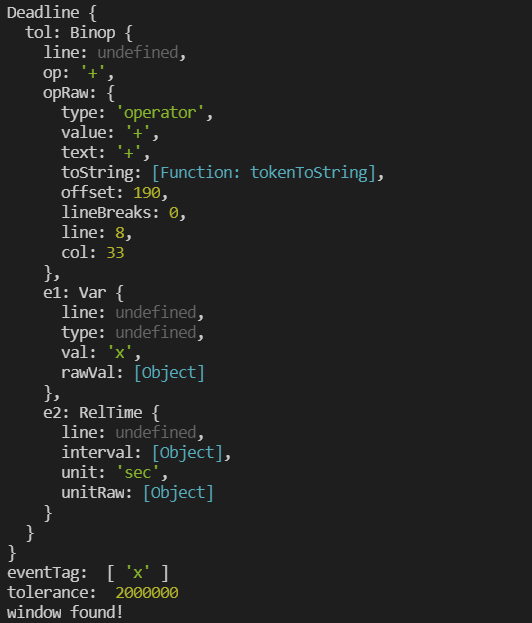 Deadline {
  tol: Binop {
    line: undefined,
    op: '+',
    opRaw: {
      type: 'operator',
      value: '+',
      text: '+',
      toString: [Function: tokenToString],
      offset: 190,
      lineBreaks: 0,
      line: 8,
      col: 33
    },
    e1: Var {
      line: undefined,
      type: undefined,
      val: 'x',
      rawVal: [Object]
    },
    e2: RelTime {
      line: undefined,
      interval: [Object],
      unit: 'sec',
      unitRaw: [Object]
    }
  }
}
eventTag:  [ 'x' ]
tolerance:  2000000
window found!